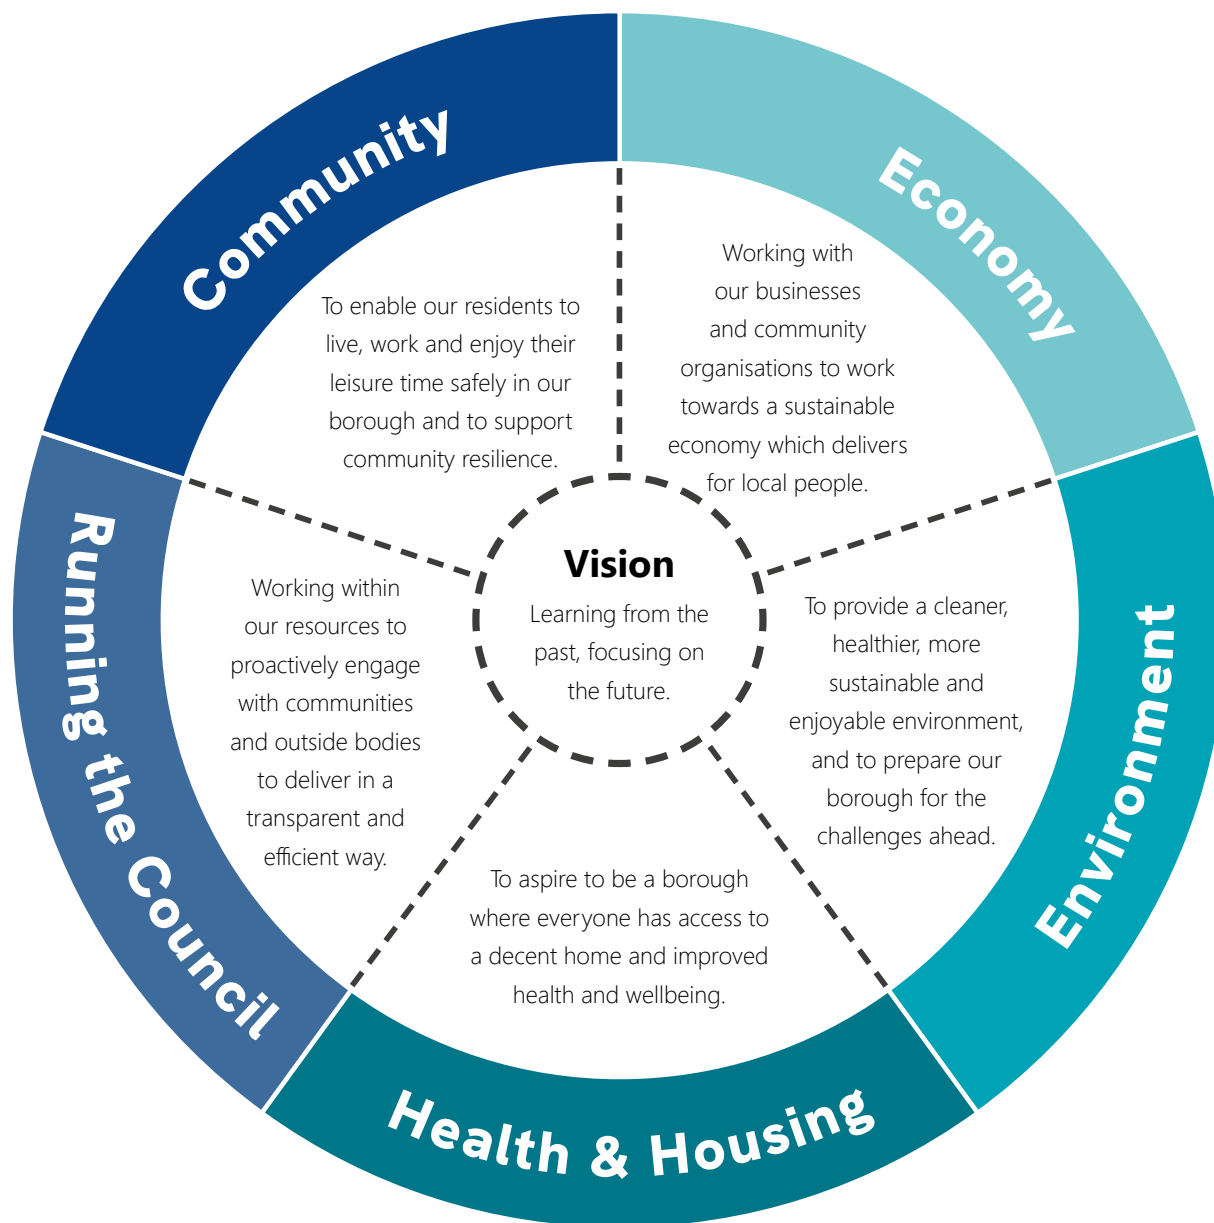 Community
To enable our residents to
live, work and enjoy their
leisure time safely in our
borough and to support
community resilience.
Economy
Working with
our businesses
and community
organisations to work
towards a sustainable
economy which delivers
for local people.
Environment
To provide a cleaner,
healthier, more
sustainable and
enjoyable environment,
and to prepare our
borough for the
challenges ahead.
Health & Housing
To aspire to be a borough
where everyone has access to
a decent home and improved
health and wellbeing.
Running the Council
Working within
our resources to
proactively engage
with communities
and outside bodies
to deliver in a
transparent and
efficient way.
Vision
Learning from the
past, focusing on
the future.